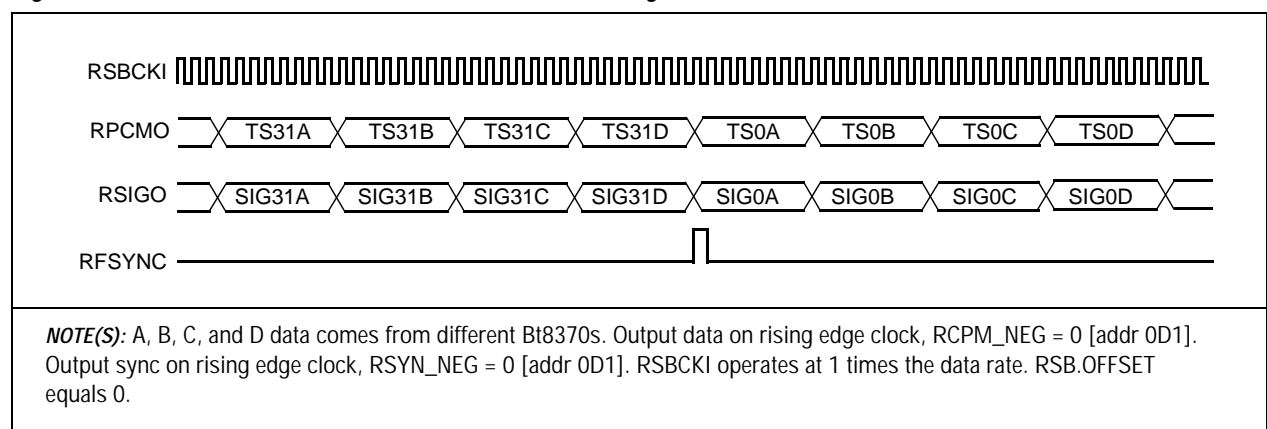 RSBCKI
RPCMO TS31A TS31B TS31C TS31D TS0A TS0B TS0C TS0D
RSIGO SIG31A SIG31B SIG31C SIG31D SIG0A SIG0B SIG0C SIG0D
RFSYNC
NOTE(S): A, B, C, and D data comes from different Bt8370s. Output data on rising edge clock, RCPM_NEG = 0 [addr 0D1].
Output sync on rising edge clock, RSYN_NEG = 0 [addr 0D1]. RSBCKI operates at 1 times the data rate. RSB.OFFSET
equals 0.